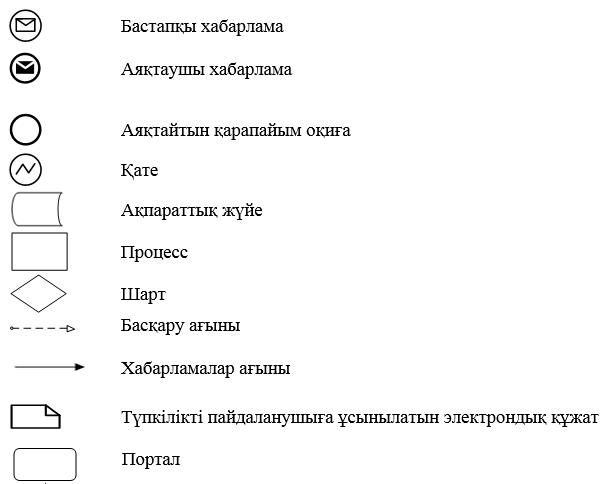 Бастапқы хабарлама
Аяқтаушы хабарлама
Аяқтайтын қарапайым оқиға
Қате
Ақпараттық жүйе
Процесс
Шарт
Басқару ағыны
Хабарламалар ағыны
Түпкілікті пайдаланушыға ұсынылатын электрондық құжат
Портал